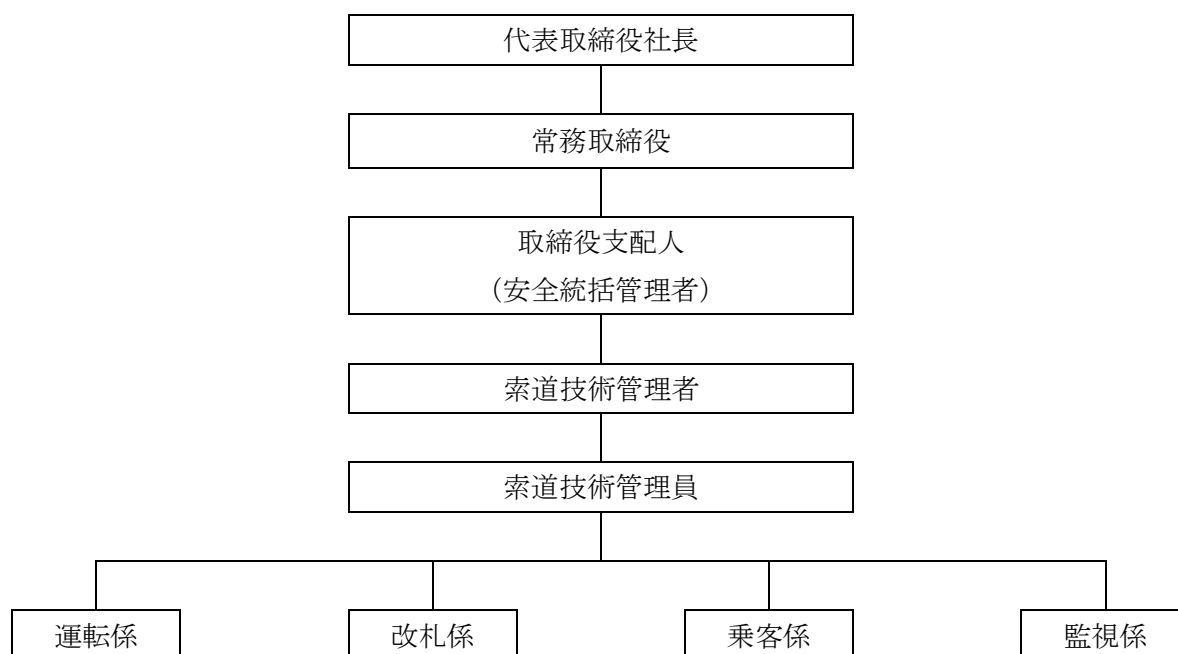 代表取締役社長
常務取締役
取締役支配人
（安全統括管理者）
索道技術管理者
索道技術管理員
運転係
改札係
乗客係
監視係